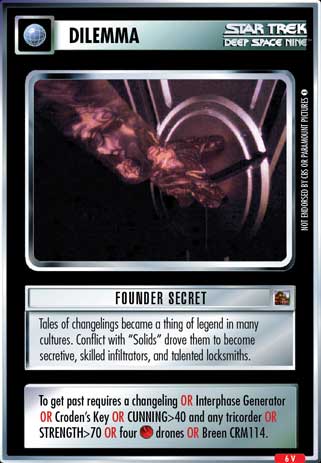 DILEMMA
STAR TREK
DEEP SPACE NINE
NOT ENDORSED BY CBS OR PARAMOUNT PICTURES
FOUNDER SECRET
Tales of changelings became a thing of legend in many
cultures. Conflict with "Solids" drove them to become
secretive, skilled infiltrators, and talented locksmiths.
To get past requires a changeling OR Interphase Generator
OR Croden's Key OR CUNNING>40 and any tricorder OR
STRENGTH>70 OR four drones OR Breen CRM114.
6 V